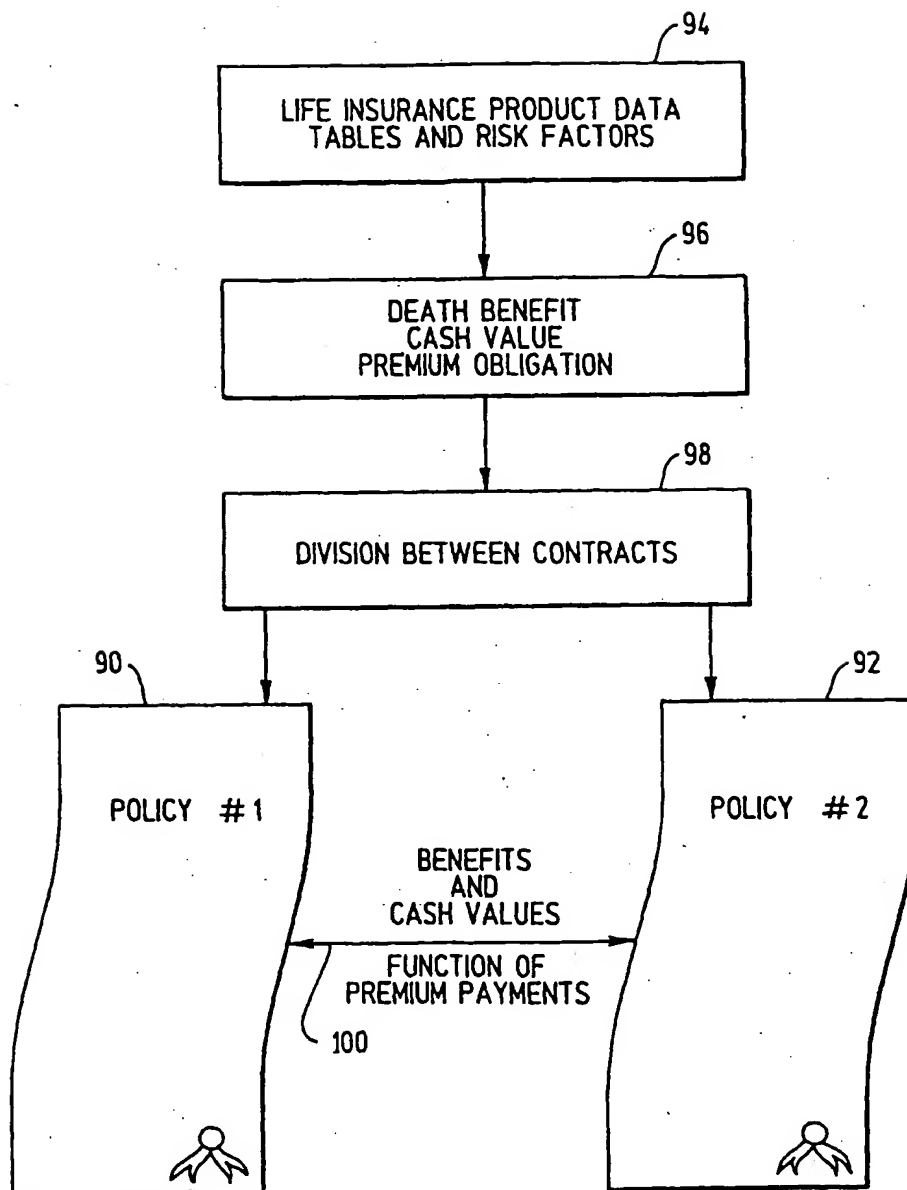 94
LIFE INSURANCE PRODUCT DATA
TABLES AND RISK FACTORS
96
DEATH BENEFIT
CASH VALUE
PREMIUM OBLIGATION
98
DIVISION BETWEEN CONTRACTS
90
92
POLICY #1
POLICY #2
BENEFITS
AND
CASH VALUES
FUNCTION OF
PREMIUM PAYMENTS
100